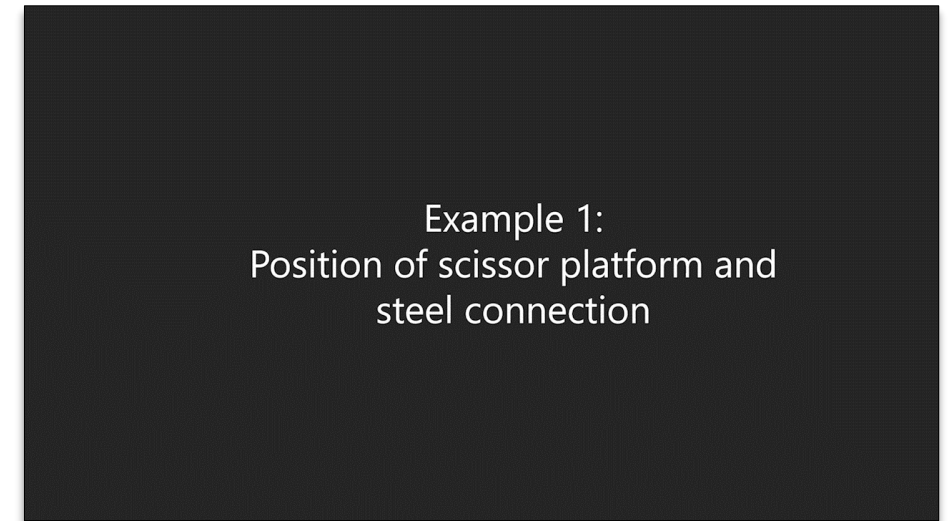 Example 1:
Position of scissor platform and
steel connection